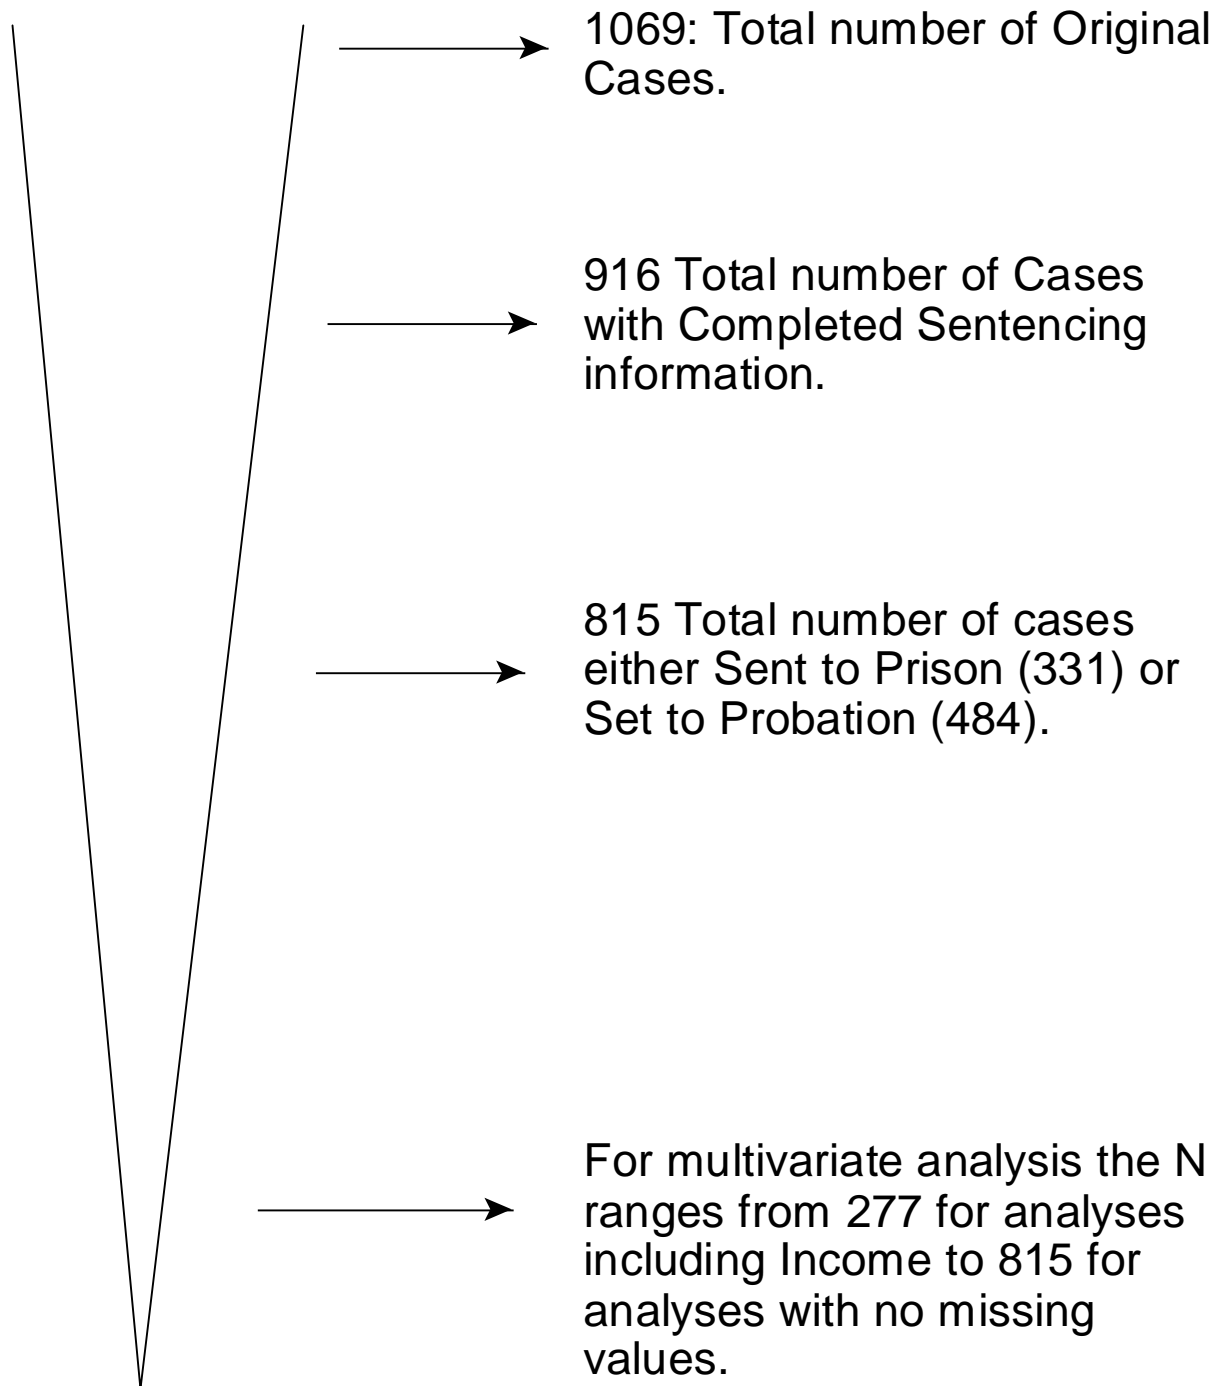 1069: Total number of Original
Cases.
916 Total number of Cases
with Completed Sentencing
information.
815 Total number of cases
either Sent to Prison (331) or
Set to Probation (484).
For multivariate analysis the N
ranges from 277 for analyses
including Income to 815 for
analyses with no missing
values.